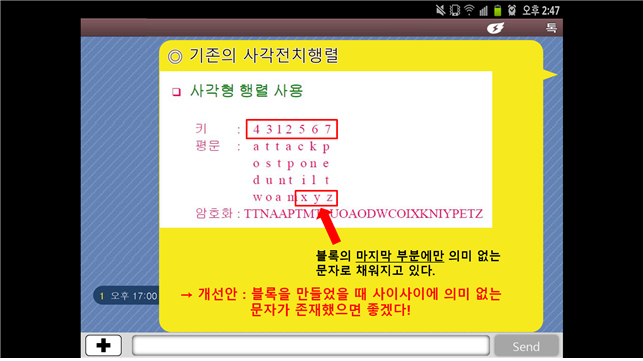 오후 2:47
톡
◎ 기존의 사각전치행렬
❑ 사각형 행렬 사용
키 : 4 3 1 2 5 6 7
평문 : a t t a c k p
o s t p o n e
d u n t i l t
w o a m x y z
암호화 : TTNAAPTMTSUOAODWCOIXKNIYPETZ
블록의 마지막 부분에만 의미 없는
문자로 채워지고 있다.
1 오후 17:00
→ 개선안 : 블록을 만들었을 때 사이사이에 의미 없는
문자가 존재했으면 좋겠다!
Send